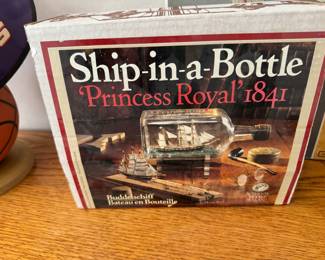 Ship-in-a-Bottle
'Princess Royal' 1841
Buddelschiff
Bateau en Bouteille